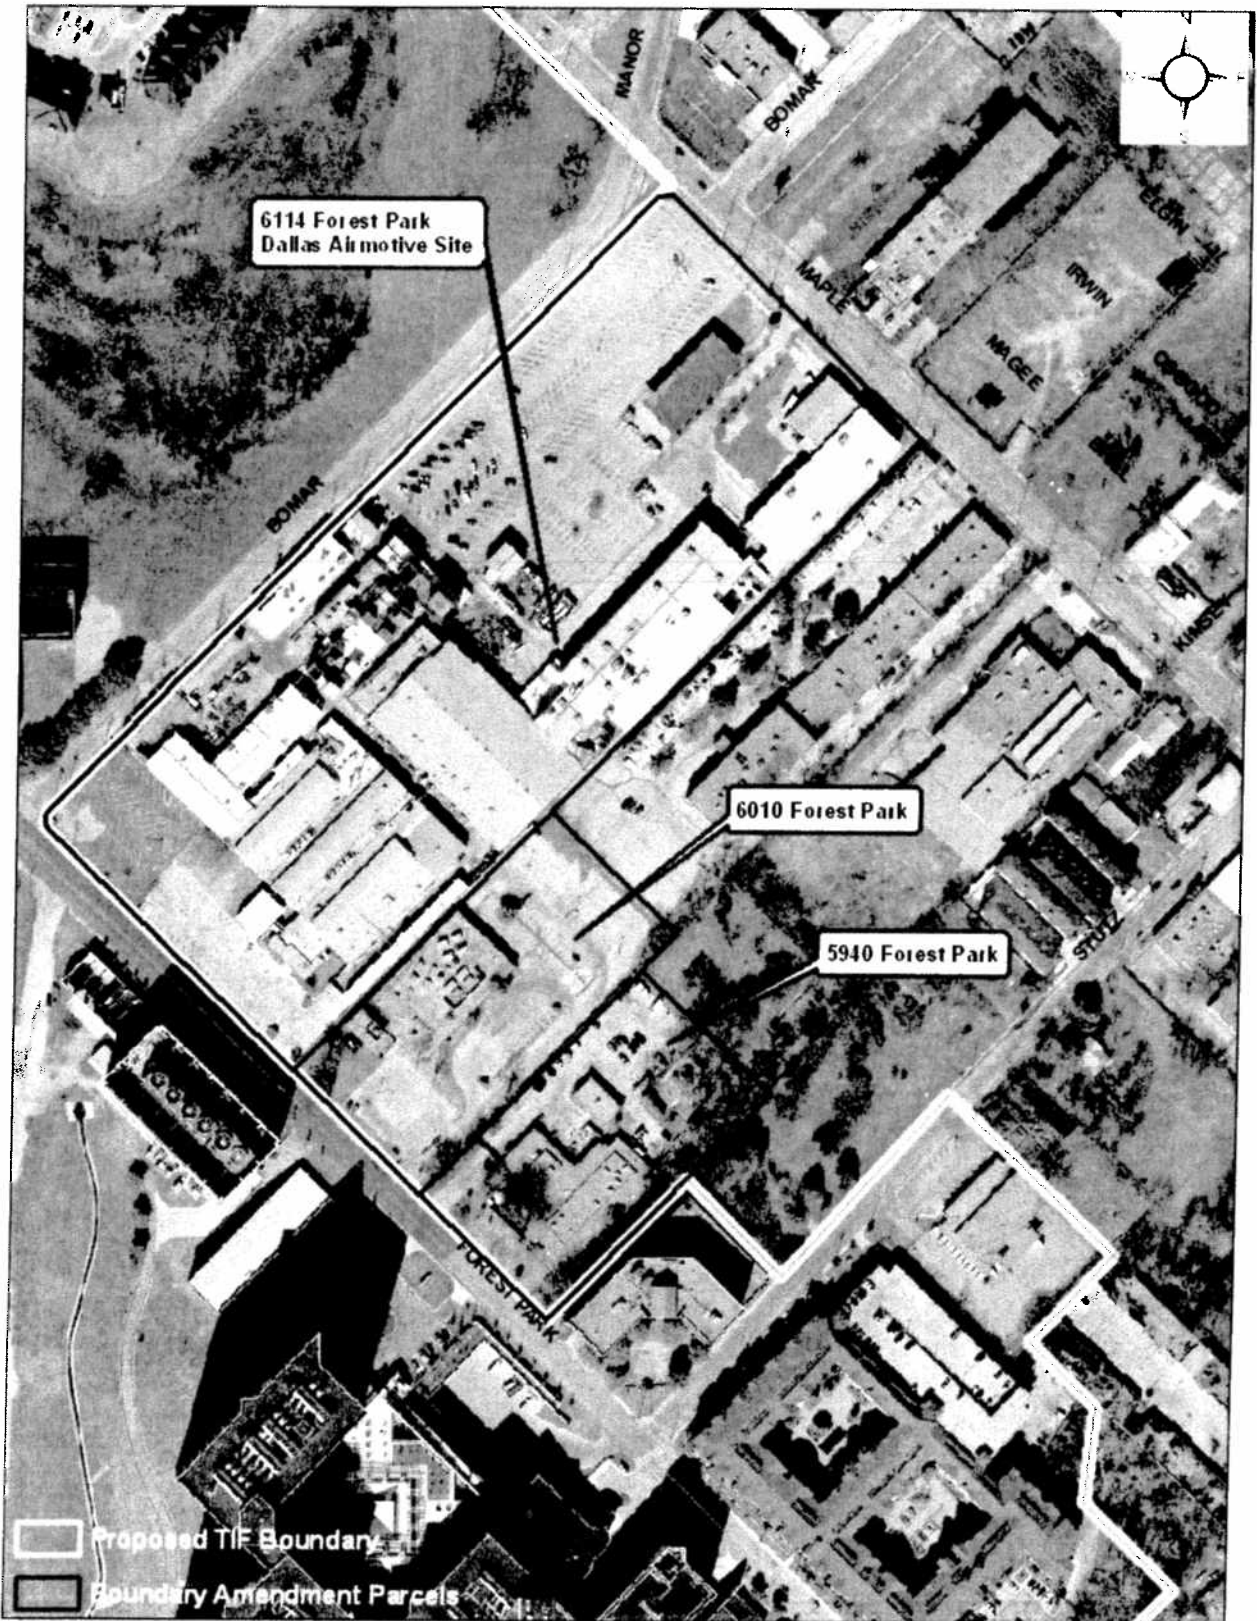 MANOR
BOMAR
6114 Forest Park
Dallas Airmotive Site
ELGIN
MAPLE
IRWIN
MAGEE
BOMAR
6010 Forest Park
5940 Forest Park
STUTZ
FOREST PARK
Proposed TIF Boundary
Boundary Amendment Parcels